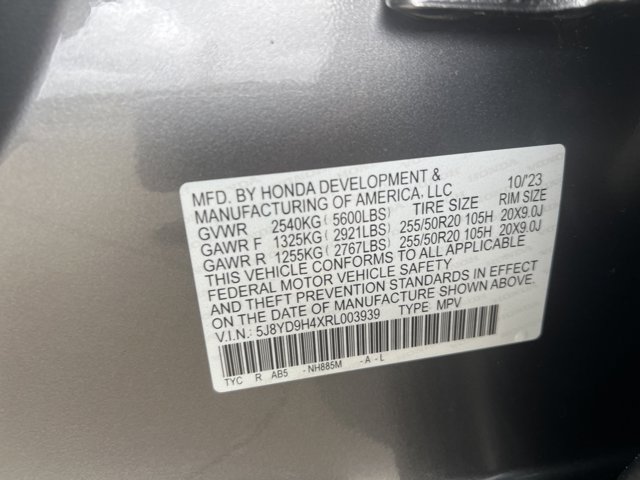 MFD. BY HONDA DEVELOPMENT & 10/'23
MANUFACTURING OF AMERICA, LLC
GVWR 2540KG ( 5600LBS) TIRE SIZE RIM SIZE
GAWR F 1325KG ( 2921LBS) 255/50R20 105H 20X9.0J
GAWR R 1255KG ( 2767LBS) 255/50R20 105H 20X9.0J
THIS VEHICLE CONFORMS TO ALL APPLICABLE
FEDERAL MOTOR VEHICLE SAFETY
AND THEFT PREVENTION STANDARDS IN EFFECT
ON THE DATE OF MANUFACTURE SHOWN ABOVE.
V.I.N.: 5J8YD9H4XRL003939 TYPE: MPV
TYC R AB5 - NH885M - A - L